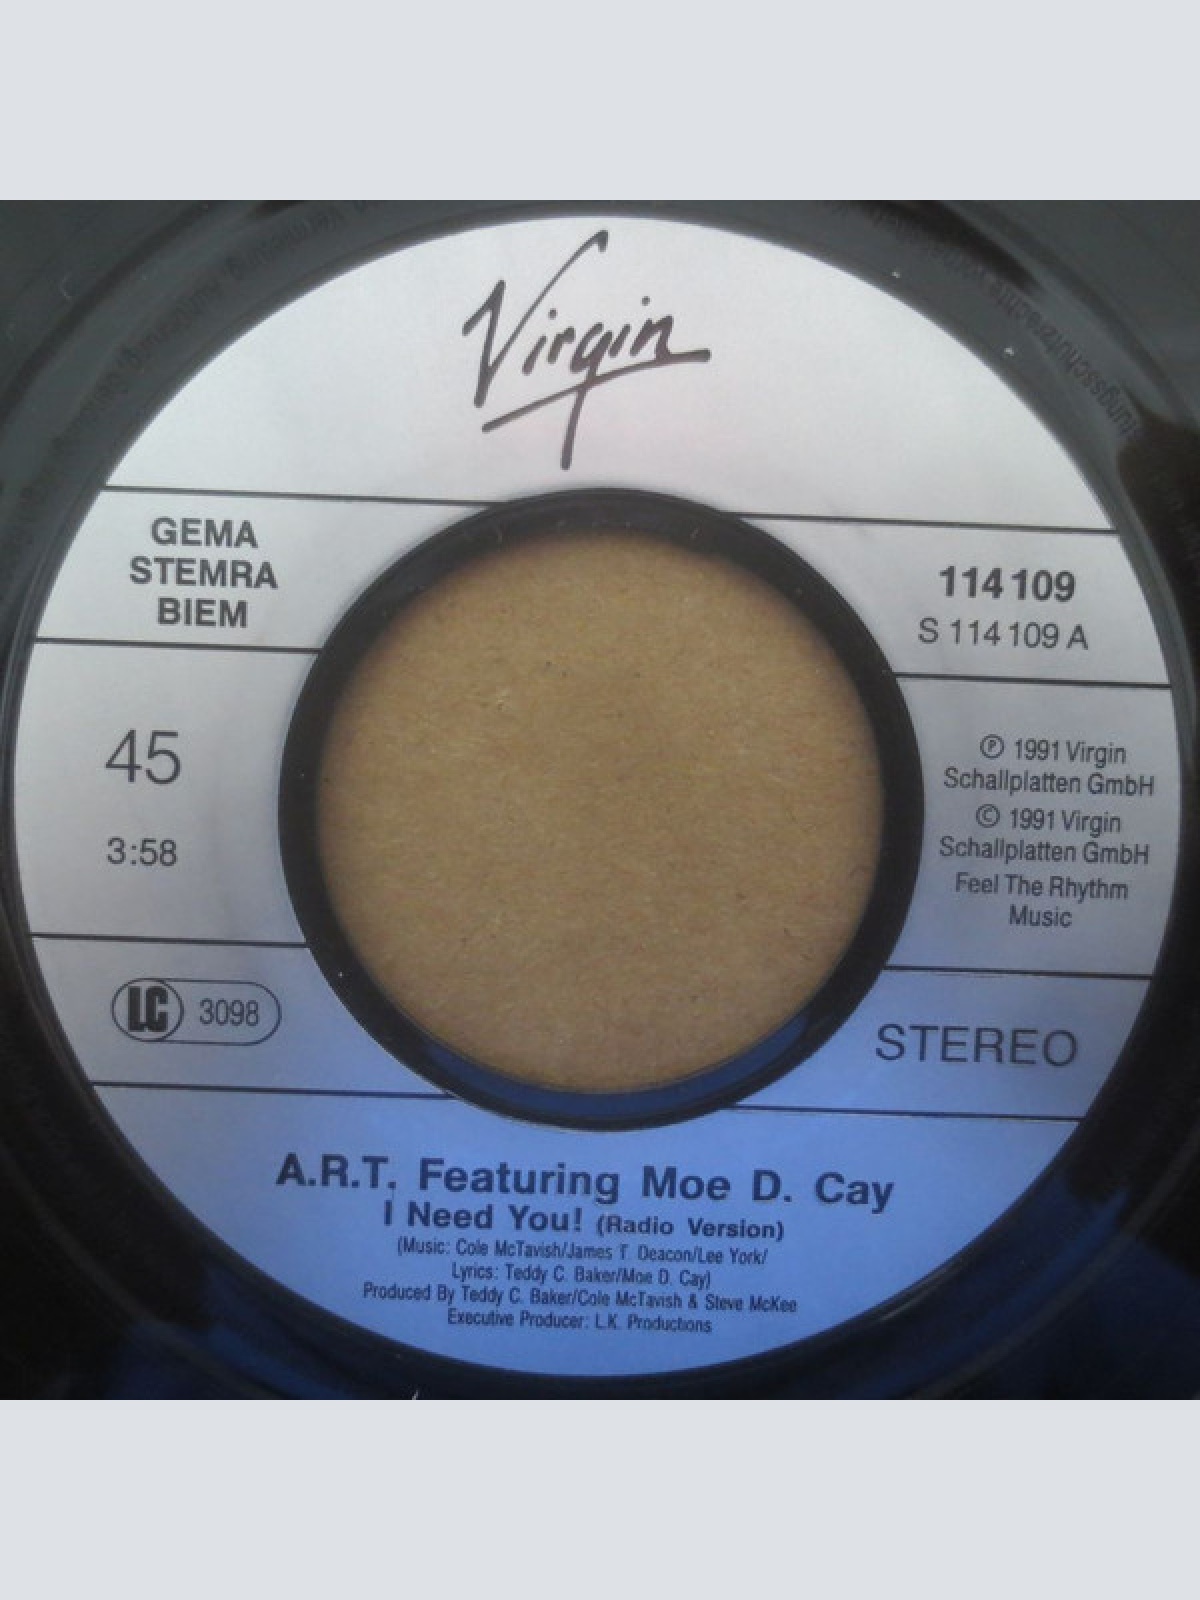 Virgin
GEMA
STEMRA
BIEM
114 109
S 114 109 A
45
3:58
℗ 1991 Virgin
Schallplatten GmbH
© 1991 Virgin
Schallplatten GmbH
Feel The Rhythm
Music
LC 3098
STEREO
A.R.T. Featuring Moe D. Cay
I Need You! (Radio Version)
(Music: Cole McTavish/James T. Deacon/Lee York/
Lyrics: Teddy C. Baker/Moe D. Cay)
Produced By Teddy C. Baker/Cole McTavish & Steve McKee
Executive Producer: L.K. Productions